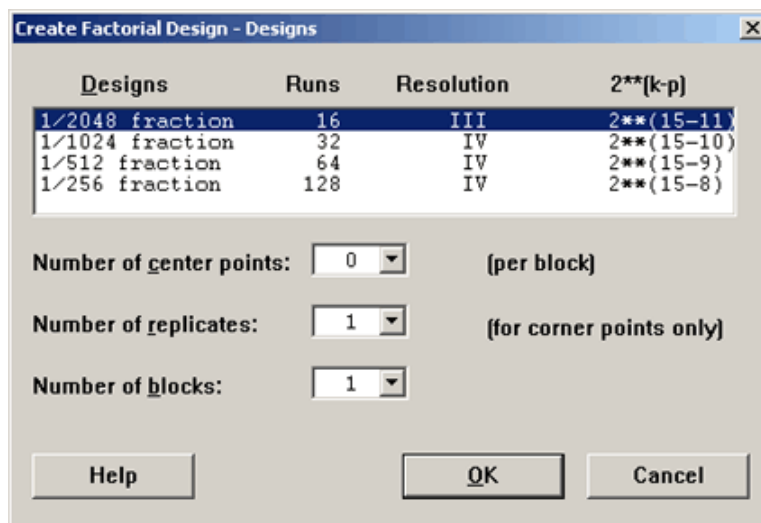 Create Factorial Design - Designs
Designs Runs Resolution 2**(k-p)
1/2048 fraction 16 III 2**(15-11)
1/1024 fraction 32 IV 2**(15-10)
1/512 fraction 64 IV 2**(15-9)
1/256 fraction 128 IV 2**(15-8)
Number of center points: 0 (per block)
Number of replicates: 1 (for corner points only)
Number of blocks: 1
Help OK Cancel